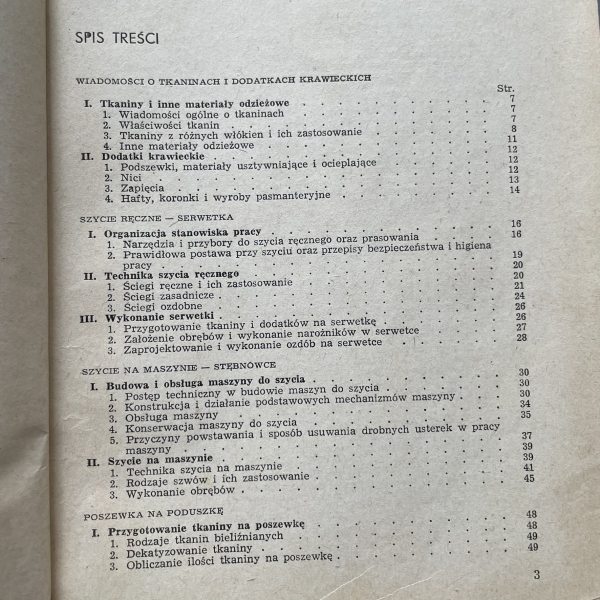 SPIS TREŚCI
WIADOMOŚCI O TKANINACH I DODATKACH KRAWIECKICH
Str.
I. Tkaniny i inne materiały odzieżowe . . . . . . . . . . 7
1. Wiadomości ogólne o tkaninach . . . . . . . . . . 7
2. Właściwości tkanin . . . . . . . . . . 7
3. Tkaniny z różnych włókien i ich zastosowanie . . . . . . . 8
4. Inne materiały odzieżowe . . . . . . . . . . 11
II. Dodatki krawieckie . . . . . . . . . . 12
1. Podszewki, materiały usztywniające i ocieplające . . . . . . 12
2. Nici . . . . . . . . . . 12
3. Zapięcia . . . . . . . . . . 13
4. Hafty, koronki i wyroby pasmanteryjne . . . . . . . . 14
SZYCIE RĘCZNE — SERWETKA
I. Organizacja stanowiska pracy . . . . . . . . . . 16
1. Narzędzia i przybory do szycia ręcznego oraz prasowania . . . . 16
2. Prawidłowa postawa przy szyciu oraz przepisy bezpieczeństwa i higiena
pracy . . . . . . . . . . 19
II. Technika szycia ręcznego . . . . . . . . . . 20
1. Ściegi ręczne i ich zastosowanie . . . . . . . . . . 20
2. Ściegi zasadnicze . . . . . . . . . . 21
3. Ściegi ozdobne . . . . . . . . . . 24
III. Wykonanie serwetki . . . . . . . . . . 26
1. Przygotowanie tkaniny i dodatków na serwetkę . . . . . . 26
2. Założenie obrębów i wykonanie narożników w serwetce . . . . 27
3. Zaprojektowanie i wykonanie ozdób na serwetce . . . . . 28
SZYCIE NA MASZYNIE — STĘBNÓWCE
I. Budowa i obsługa maszyny do szycia . . . . . . . . . 30
1. Postęp techniczny w budowie maszyn do szycia . . . . . . 30
2. Konstrukcja i działanie podstawowych mechanizmów maszyny . . . 30
3. Obsługa maszyny . . . . . . . . . . 34
4. Konserwacja maszyny do szycia . . . . . . . . . . 35
5. Przyczyny powstawania i sposób usuwania drobnych usterek w pracy
maszyny . . . . . . . . . . 37
II. Szycie na maszynie . . . . . . . . . . 39
1. Technika szycia na maszynie . . . . . . . . . . 39
2. Rodzaje szwów i ich zastosowanie . . . . . . . . . 41
3. Wykonanie obrębów . . . . . . . . . . 45
POSZEWKA NA PODUSZKĘ
I. Przygotowanie tkaniny na poszewkę . . . . . . . . . 48
1. Rodzaje tkanin bieliźnianych . . . . . . . . . . 48
2. Dekatyzowanie tkaniny . . . . . . . . . . 49
3. Obliczanie ilości tkaniny na poszewkę . . . . . . . . 49
3